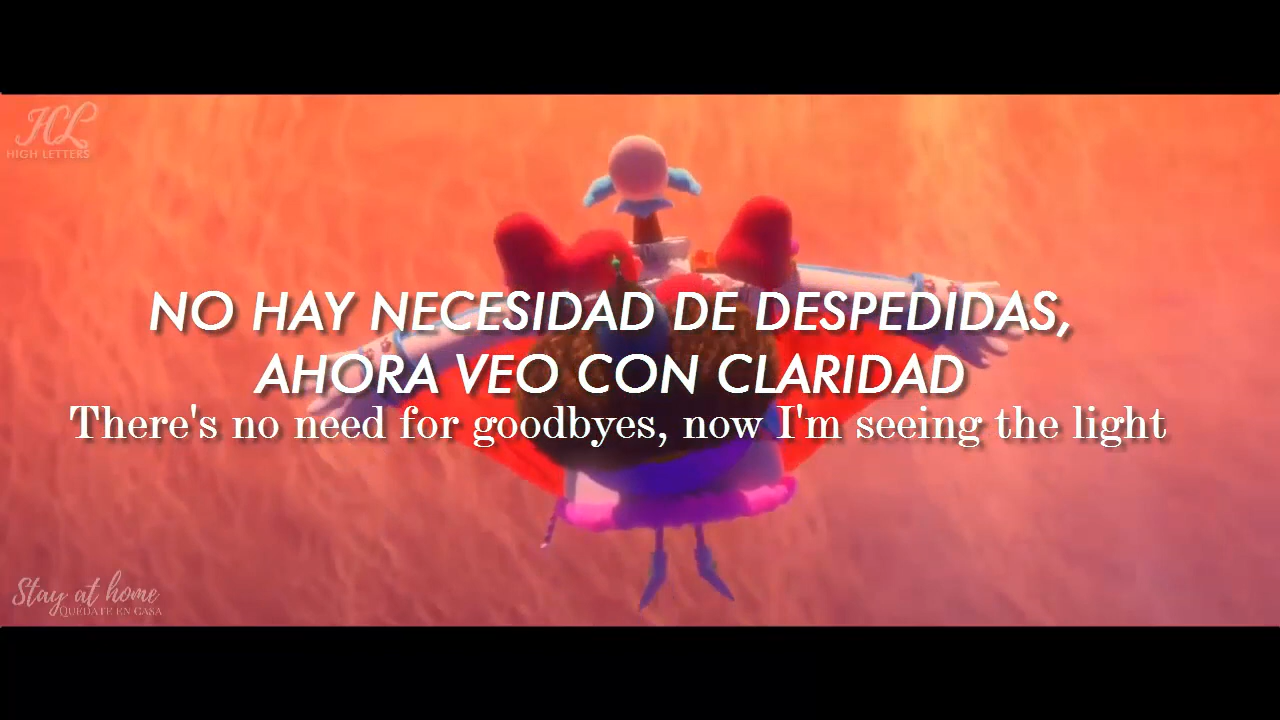 HL
HIGH LETTERS
NO HAY NECESIDAD DE DESPEDIDAS,
AHORA VEO CON CLARIDAD
There's no need for goodbyes, now I'm seeing the light
Stay at home
QUEDATE EN CASA